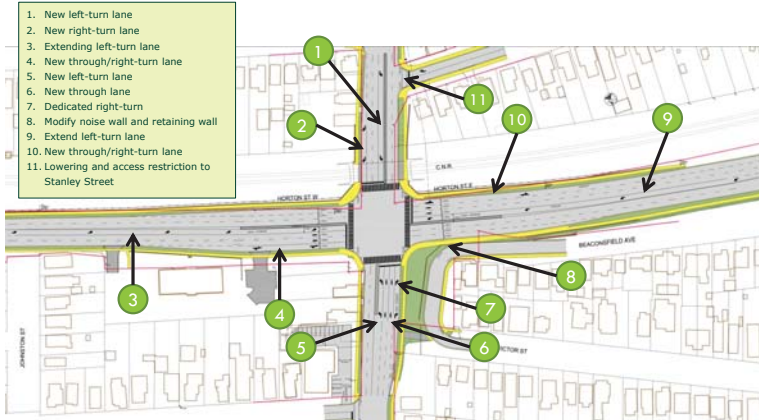 1. New left-turn lane
2. New right-turn lane
3. Extending left-turn lane
4. New through/right-turn lane
5. New left-turn lane
6. New through lane
7. Dedicated right-turn
8. Modify noise wall and retaining wall
9. Extend left-turn lane
10. New through/right-turn lane
11. Lowering and access restriction to
Stanley Street
1
2
11
10
9
C.N.R.
HORTON ST.E
HORTON ST.W
BEACONSFIELD AVE
8
3
4
7
5
6
JOHNSTON ST
CTOR ST